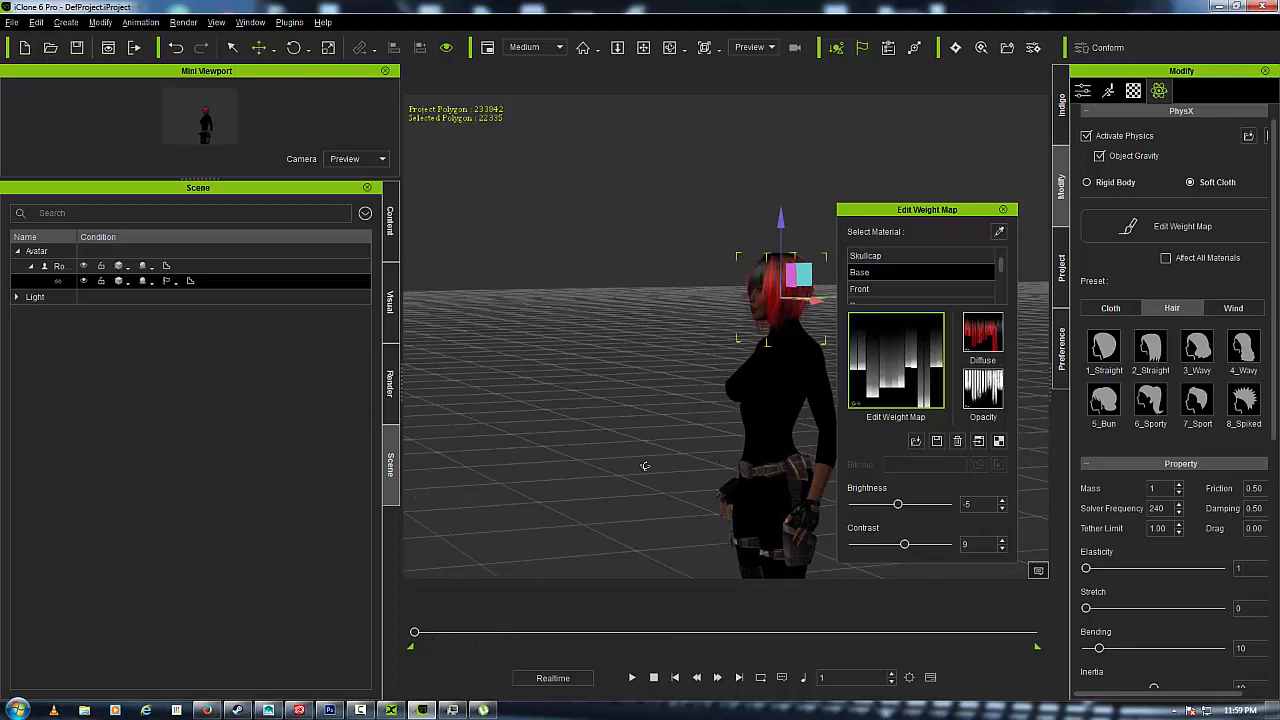 iClone 6 Pro - DefProject.iProject
File Edit Create Modify Animation Render View Window Plugins Help
Medium Preview Conform
Mini Viewport
Camera Preview
Scene
Search
Name Condition
Avatar
Ro...
Light
Content
Visual
Render
Scene
Project Polygon : 233842
Selected Polygon : 22335
Edit Weight Map
Select Material :
Skullcap
Base
Front
Diffuse
Edit Weight Map Opacity
Bitmap:
Brightness
-5
Contrast
9
Realtime
1
Indigo
Modify
Project
Preference
Modify
PhysX
Activate Physics
Object Gravity
Rigid Body Soft Cloth
Edit Weight Map
Affect All Materials
Preset :
Cloth Hair Wind
1_Straight 2_Straight 3_Wavy 4_Wavy
5_Bun 6_Sporty 7_Sport 8_Spiked
Property
Mass 1 Friction 0.50
Solver Frequency 240 Damping 0.50
Tether Limit 1.00 Drag 0.00
Elasticity
1
Stretch
0
Bending
10
Inertia
11:59 PM